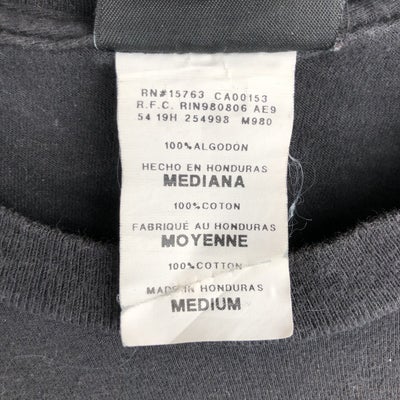 RN#15763 CA00153
R.F.C. RIN980806 AE9
54 19H 254998 M980
100% ALGODON
HECHO EN HONDURAS
MEDIANA
100% COTON
FABRIQUÉ AU HONDURAS
MOYENNE
100% COTTON
MADE IN HONDURAS
MEDIUM